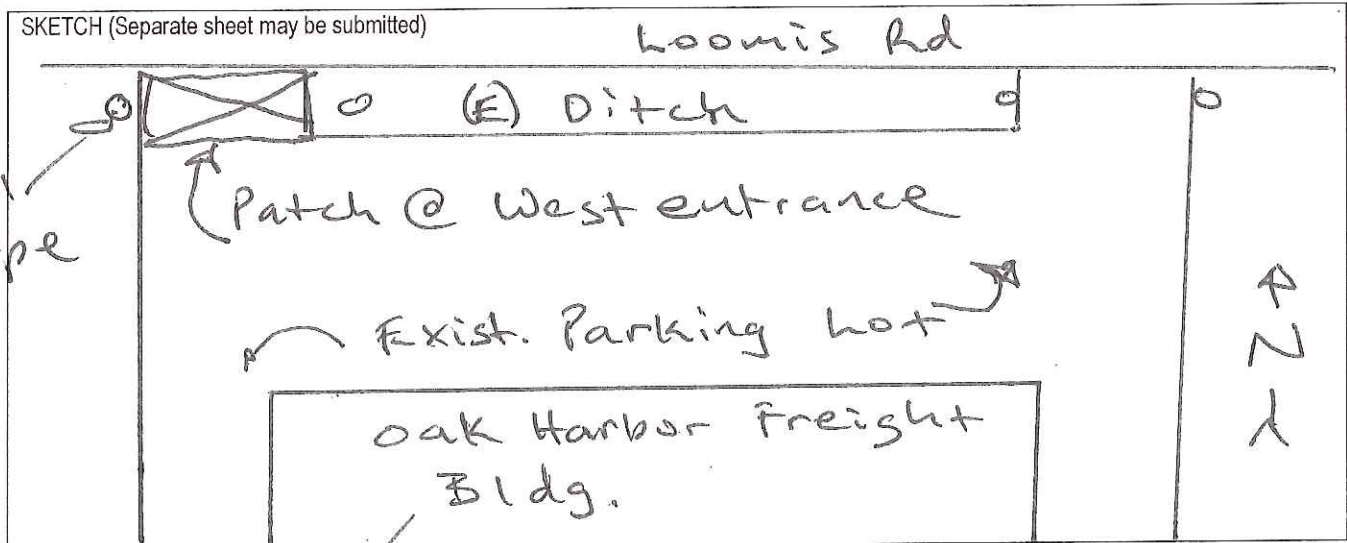 SKETCH (Separate sheet may be submitted)
Loomis Rd
(E) Ditch
Patch @ West entrance
pe
Exist. Parking Lot
N
Oak Harbor Freight
Bldg.